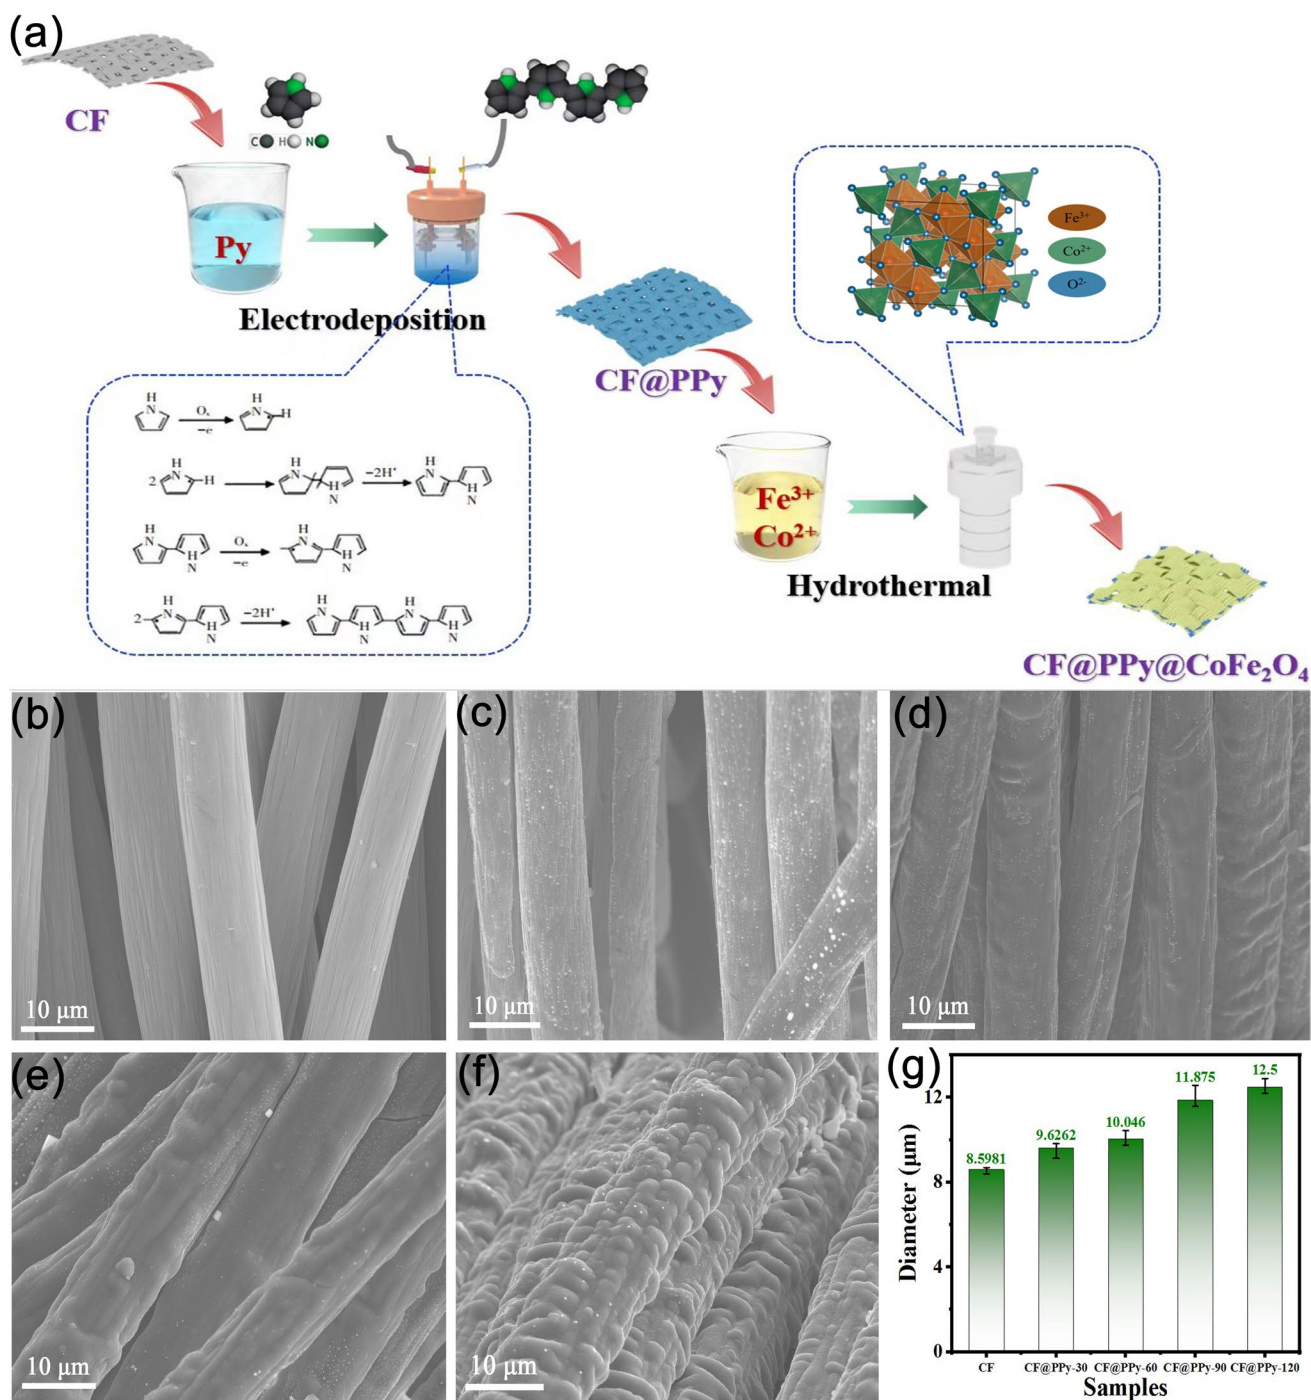 (a)
CF
C H N
Py
Electrodeposition
CF@PPy
Fe³⁺
Co²⁺
O²⁻
H
N
Oₓ
−e
H
N
H
2
H
N
H
H
N
H
N
−2H⁺
H
N
H
N
H
N
H
N
Oₓ
−e
H
N
H
N
2
H
N
H
N
−2H⁺
H
N
H
N
H
N
H
N
Fe³⁺
Co²⁺
Hydrothermal
CF@PPy@CoFe₂O₄
(b)
10 μm
(c)
10 μm
(d)
10 μm
(e)
10 μm
(f)
10 μm
(g)
Diameter (μm)
12
8
4
0
8.5981
9.6262
10.046
11.875
12.5
CF CF@PPy-30 CF@PPy-60 CF@PPy-90 CF@PPy-120
Samples